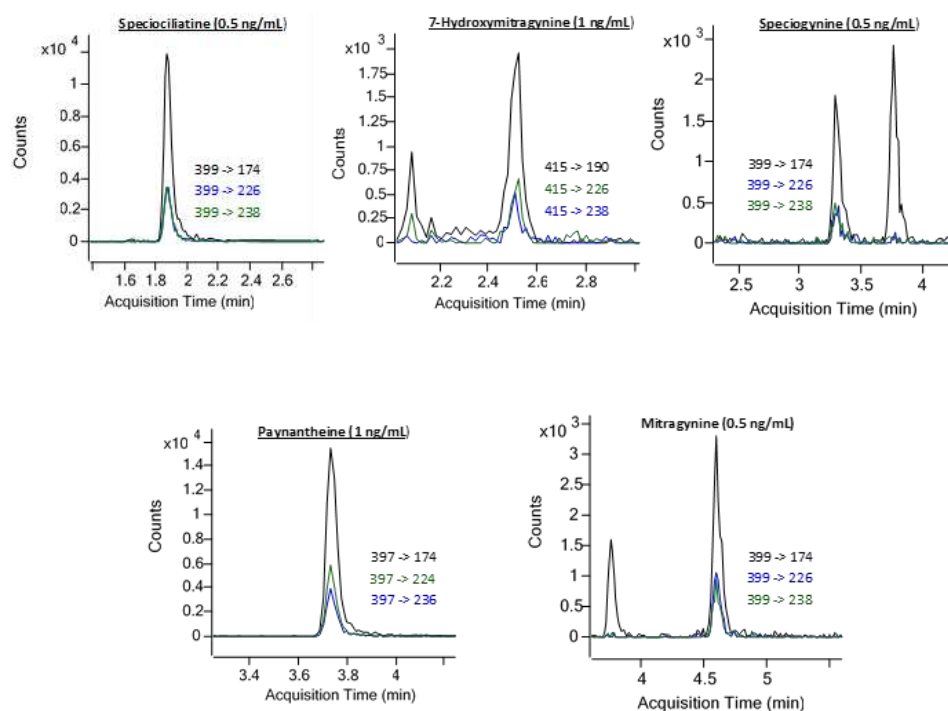 Speciociliatine (0.5 ng/mL)
x10 4
1
0.8
0.6
0.4
0.2
0
Counts
399 -> 174
399 -> 226
399 -> 238
1.6 1.8 2 2.2 2.4 2.6
Acquisition Time (min)
7-Hydroxymitragynine (1 ng/mL)
x10 3
1.75
1.5
1.25
1
0.75
0.5
0.25
0
Counts
415 -> 190
415 -> 226
415 -> 238
2.2 2.4 2.6 2.8
Acquisition Time (min)
Speciogynine (0.5 ng/mL)
x10 3
2
1.5
1
0.5
0
Counts
399 -> 174
399 -> 226
399 -> 238
2.5 3 3.5 4
Acquisition Time (min)
Paynantheine (1 ng/mL)
x10 4
1.4
1.2
1
0.8
0.6
0.4
0.2
0
Counts
397 -> 174
397 -> 224
397 -> 236
3.4 3.6 3.8 4
Acquisition Time (min)
Mitragynine (0.5 ng/mL)
x10 3
3
2.5
2
1.5
1
0.5
0
Counts
399 -> 174
399 -> 226
399 -> 238
4 4.5 5
Acquisition Time (min)